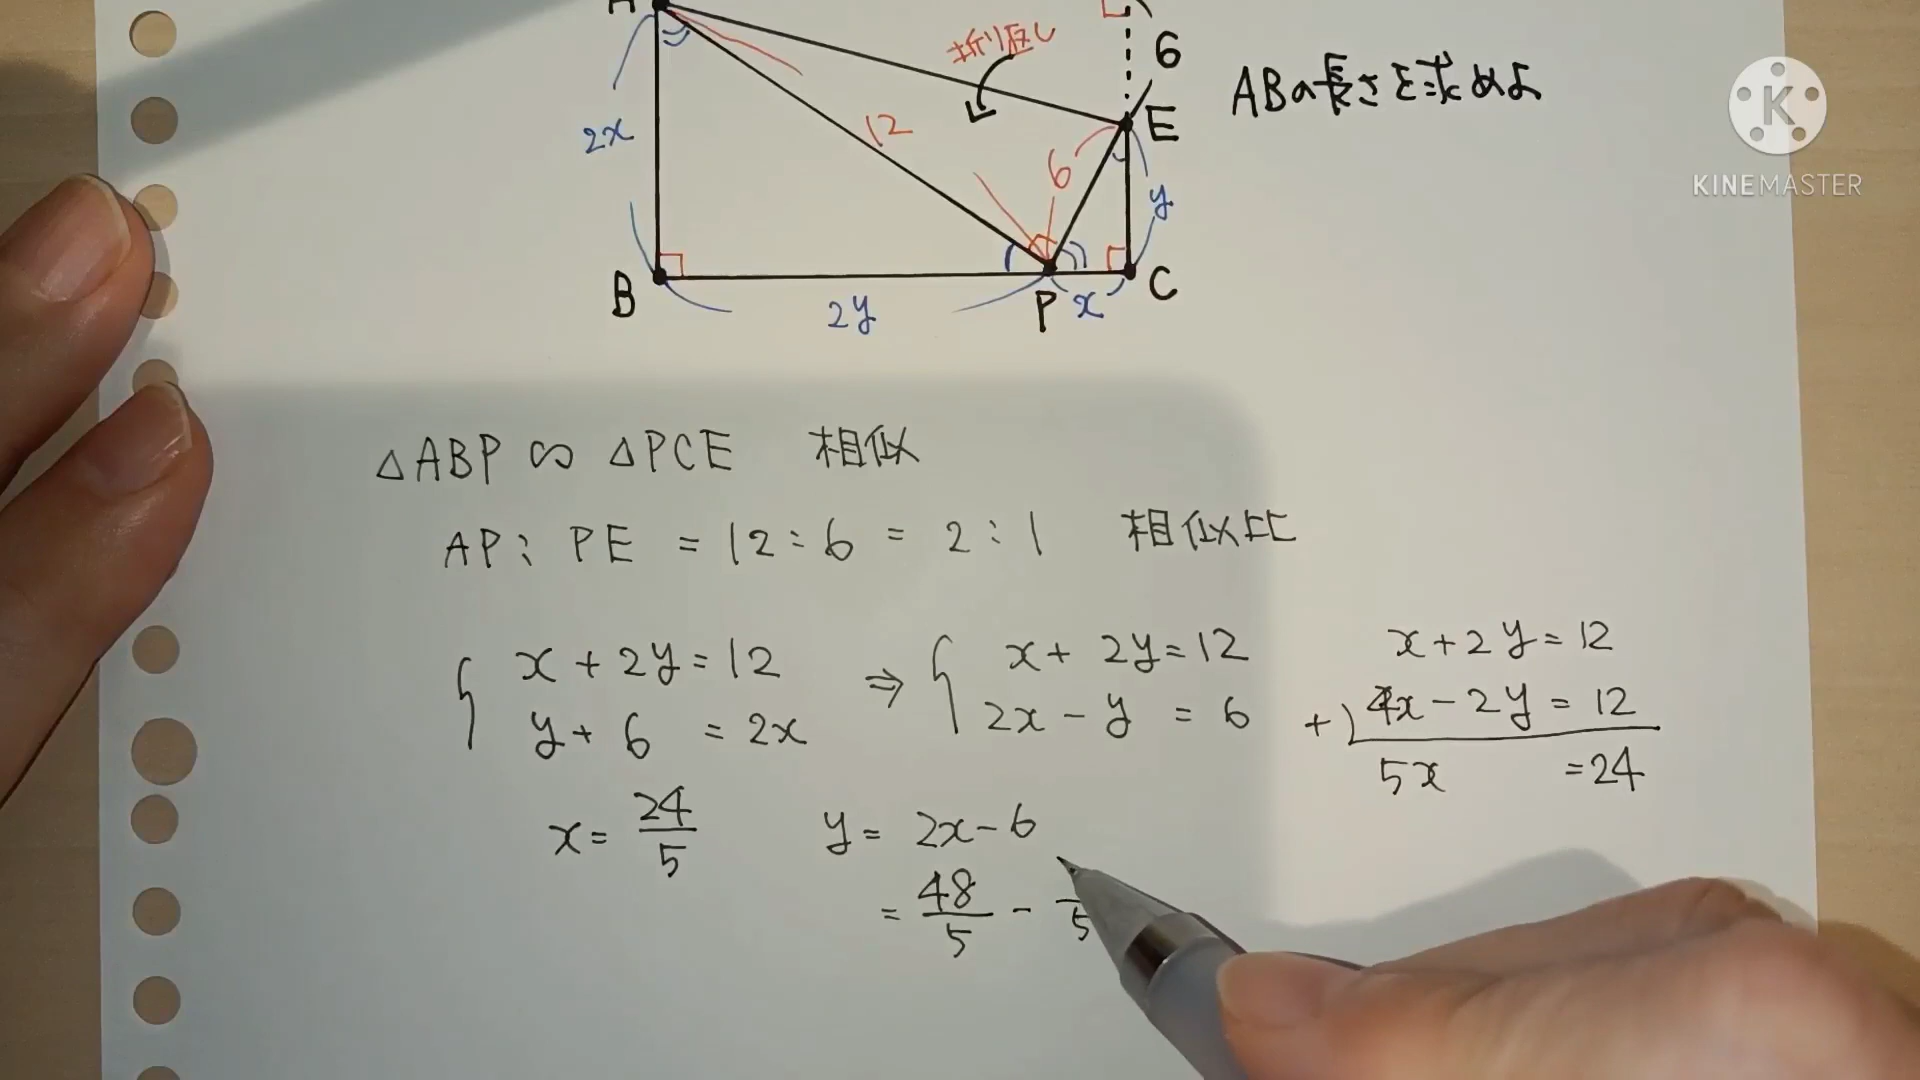 A
折り返し
6
ABの長さを求めよ
K
KINEMASTER
2x
12
E
6
y
B
2y
P
x
C
△ABP ∽ △PCE 相似
AP : PE = 12 : 6 = 2 : 1 相似比
x + 2y = 12
y + 6 = 2x
⇒
x + 2y = 12
2x - y = 6
x + 2y = 12
+) 4x - 2y = 12
5x = 24
x = 24/5
y = 2x - 6
= 48/5 - /5